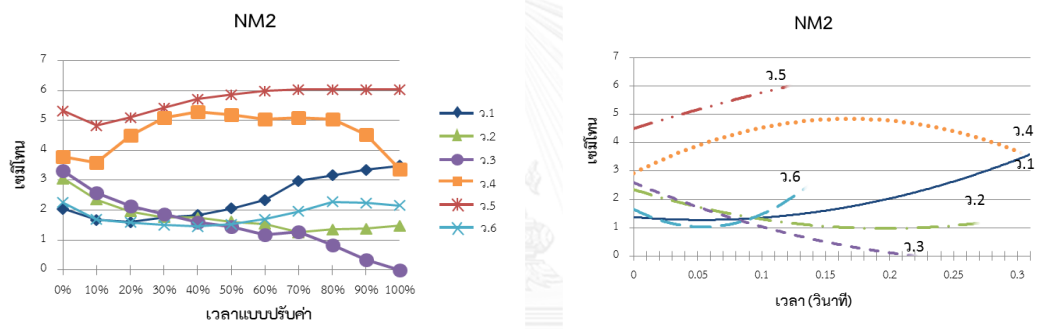 NM2
7
6
5
4
3
2
1
0
เซมิโทน
0% 10% 20% 30% 40% 50% 60% 70% 80% 90% 100%
เวลาแบบปรับค่า
ว.1
ว.2
ว.3
ว.4
ว.5
ว.6
NM2
7
6
5
4
3
2
1
0
เซมิโทน
ว.5
ว.4
ว.1
ว.6
ว.2
ว.3
0 0.05 0.1 0.15 0.2 0.25 0.3
เวลา (วินาที)